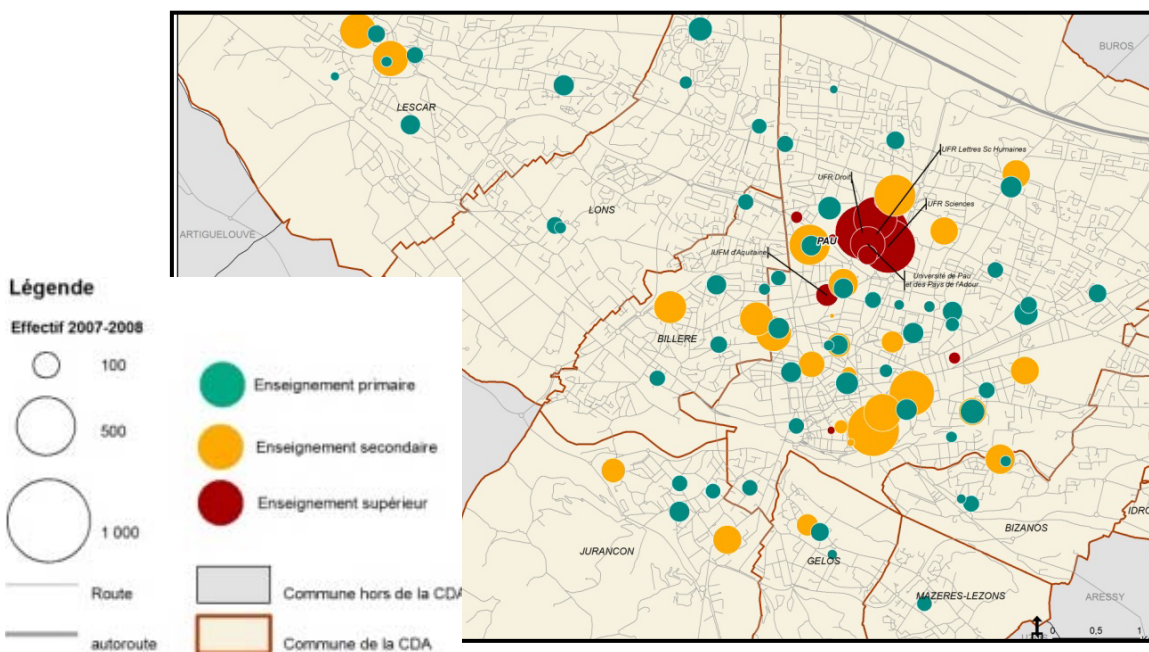 BUROS
LESCAR
UFR Lettres Sc Humaines
UFR Droit
UFR Sciences
LONS
ARTIGUELOUVE
PAU
IUFM d'Aquitaine
Université de Pau
et des Pays de l'Adour
BILLERE
JURANCON
GELOS
BIZANOS
MAZERES-LEZONS
ARESSY
0 0,5 1
Légende
Effectif 2007-2008
100
500
1 000
Route
autoroute
Enseignement primaire
Enseignement secondaire
Enseignement supérieur
Commune hors de la CDA
Commune de la CDA